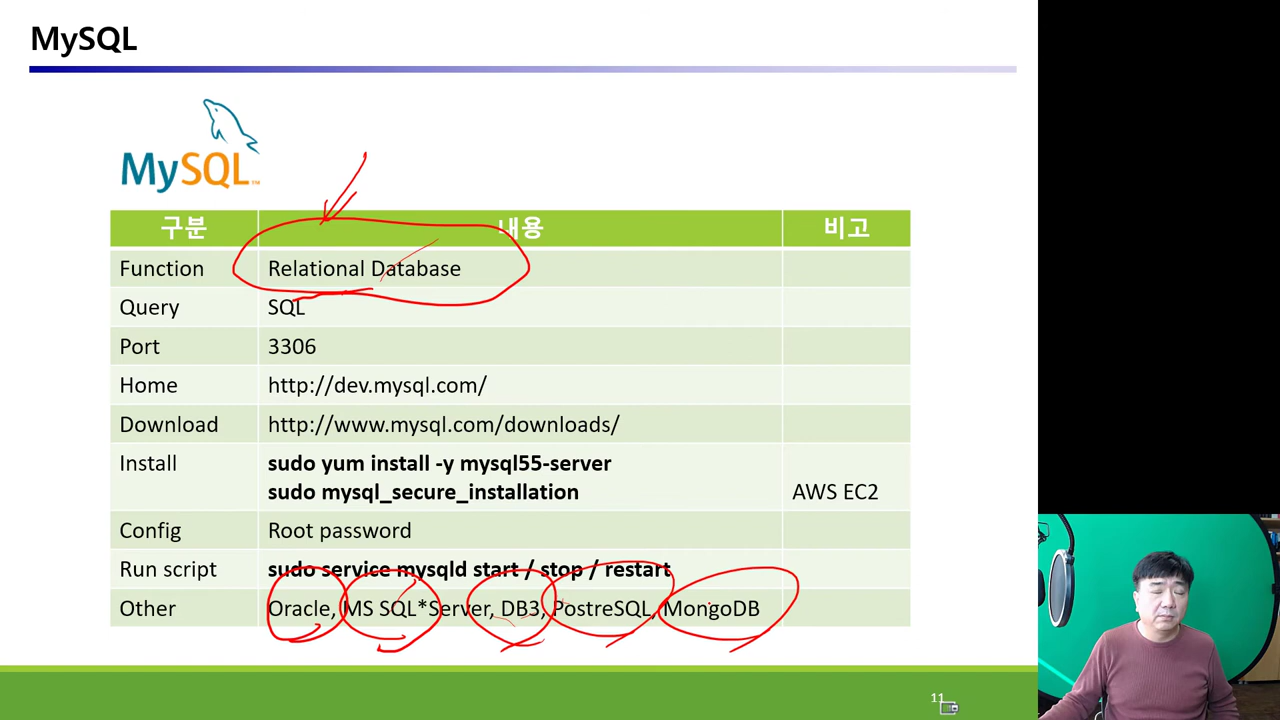 MySQL
MySQL™
구분 내용 비고
Function Relational Database
Query SQL
Port 3306
Home http://dev.mysql.com/
Download http://www.mysql.com/downloads/
Install sudo yum install -y mysql55-server
sudo mysql_secure_installation AWS EC2
Config Root password
Run script sudo service mysqld start / stop / restart
Other Oracle, MS SQL*Server, DB3, PostreSQL, MongoDB
11